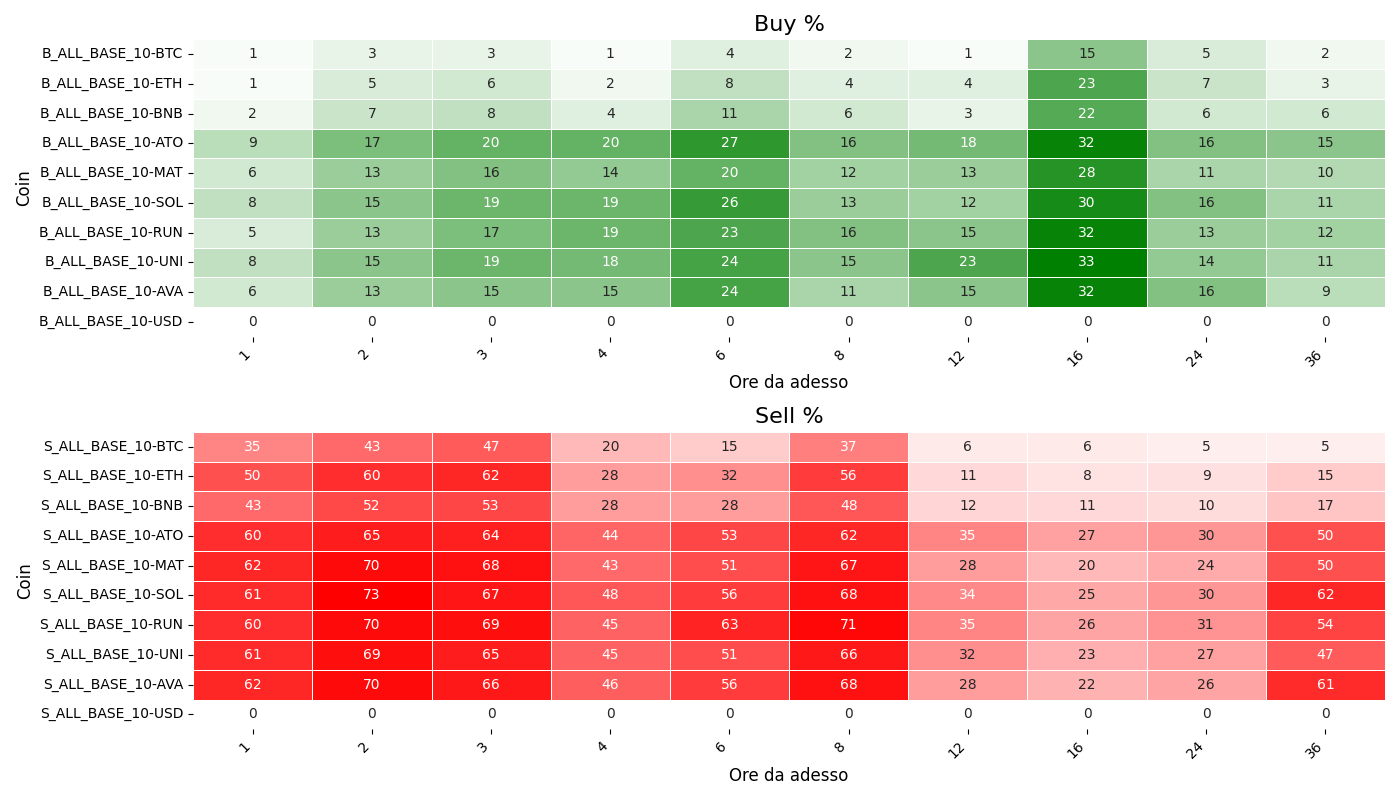 Buy %
Coin
B_ALL_BASE_10-BTC 1 3 3 1 4 2 1 15 5 2
B_ALL_BASE_10-ETH 1 5 6 2 8 4 4 23 7 3
B_ALL_BASE_10-BNB 2 7 8 4 11 6 3 22 6 6
B_ALL_BASE_10-ATO 9 17 20 20 27 16 18 32 16 15
B_ALL_BASE_10-MAT 6 13 16 14 20 12 13 28 11 10
B_ALL_BASE_10-SOL 8 15 19 19 26 13 12 30 16 11
B_ALL_BASE_10-RUN 5 13 17 19 23 16 15 32 13 12
B_ALL_BASE_10-UNI 8 15 19 18 24 15 23 33 14 11
B_ALL_BASE_10-AVA 6 13 15 15 24 11 15 32 16 9
B_ALL_BASE_10-USD 0 0 0 0 0 0 0 0 0 0
1 2 3 4 6 8 12 16 24 36
Ore da adesso
Sell %
Coin
S_ALL_BASE_10-BTC 35 43 47 20 15 37 6 6 5 5
S_ALL_BASE_10-ETH 50 60 62 28 32 56 11 8 9 15
S_ALL_BASE_10-BNB 43 52 53 28 28 48 12 11 10 17
S_ALL_BASE_10-ATO 60 65 64 44 53 62 35 27 30 50
S_ALL_BASE_10-MAT 62 70 68 43 51 67 28 20 24 50
S_ALL_BASE_10-SOL 61 73 67 48 56 68 34 25 30 62
S_ALL_BASE_10-RUN 60 70 69 45 63 71 35 26 31 54
S_ALL_BASE_10-UNI 61 69 65 45 51 66 32 23 27 47
S_ALL_BASE_10-AVA 62 70 66 46 56 68 28 22 26 61
S_ALL_BASE_10-USD 0 0 0 0 0 0 0 0 0 0
1 2 3 4 6 8 12 16 24 36
Ore da adesso